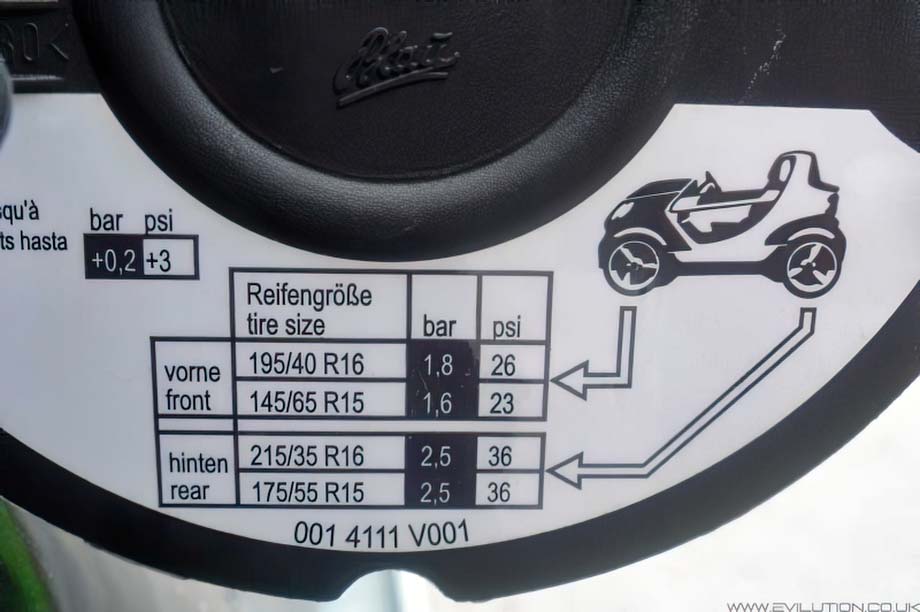 squ'à
ts hasta
bar psi
+0,2 +3
Reifengröße
tire size bar psi
vorne
front
195/40 R16 1,8 26
145/65 R15 1,6 23
hinten
rear
215/35 R16 2,5 36
175/55 R15 2,5 36
001 4111 V001
WWW.EVILUTION.CO.UK